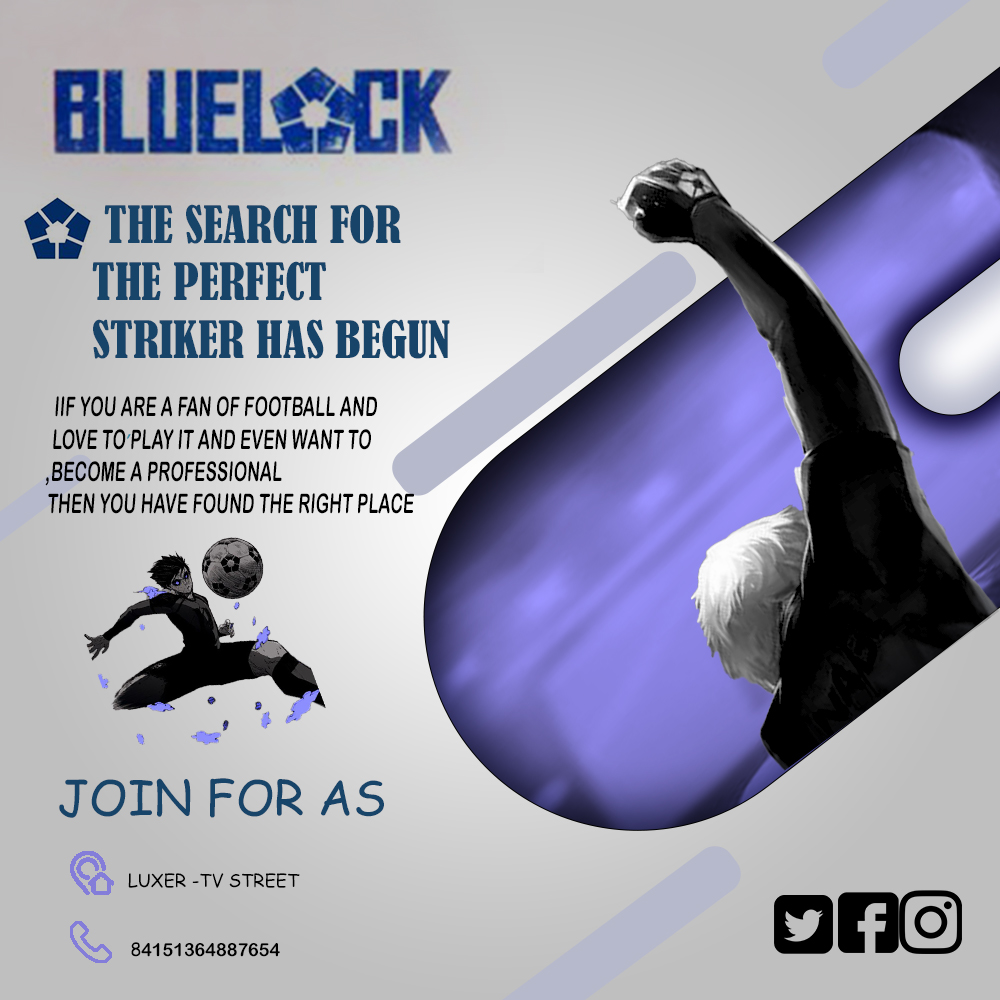 BLUELOCK
THE SEARCH FOR
THE PERFECT
STRIKER HAS BEGUN
IIF YOU ARE A FAN OF FOOTBALL AND
LOVE TO PLAY IT AND EVEN WANT TO
,BECOME A PROFESSIONAL
THEN YOU HAVE FOUND THE RIGHT PLACE
JOIN FOR AS
LUXER -TV STREET
84151364887654